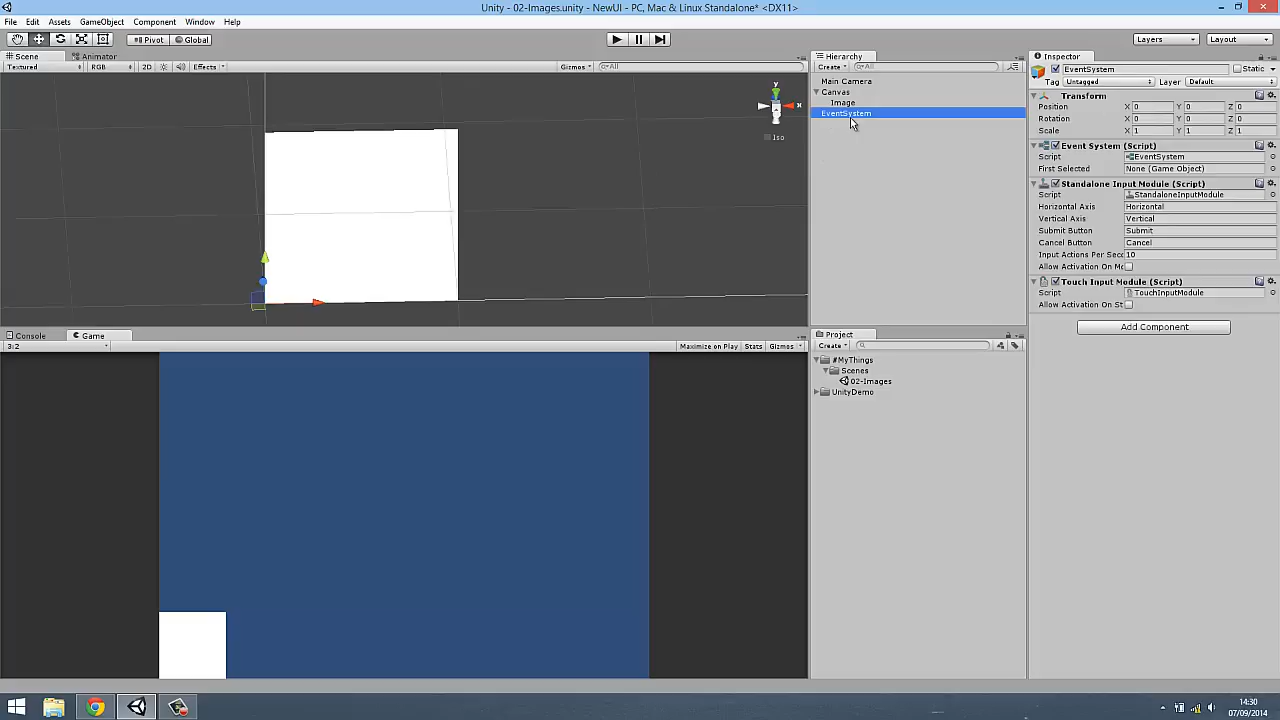 Unity - 02-Images.unity - NewUI - PC, Mac & Linux Standalone* <DX11>
File Edit Assets GameObject Component Window Help
Pivot Global Layers Layout
Scene Animator
Textured RGB 2D Effects Gizmos All
Y
X
Iso
Console Game
3:2 Maximize on Play Stats Gizmos
Hierarchy
Create All
Main Camera
Canvas
Image
EventSystem
Project
Create
#MyThings
Scenes
02-Images
UnityDemo
Inspector
EventSystem Static
Tag Untagged Layer Default
Transform
Position X 0 Y 0 Z 0
Rotation X 0 Y 0 Z 0
Scale X 1 Y 1 Z 1
Event System (Script)
Script EventSystem
First Selected None (Game Object)
Standalone Input Module (Script)
Script StandaloneInputModule
Horizontal Axis Horizontal
Vertical Axis Vertical
Submit Button Submit
Cancel Button Cancel
Input Actions Per Sec 10
Allow Activation On Mo
Touch Input Module (Script)
Script TouchInputModule
Allow Activation On St
Add Component
14:30
07/09/2014